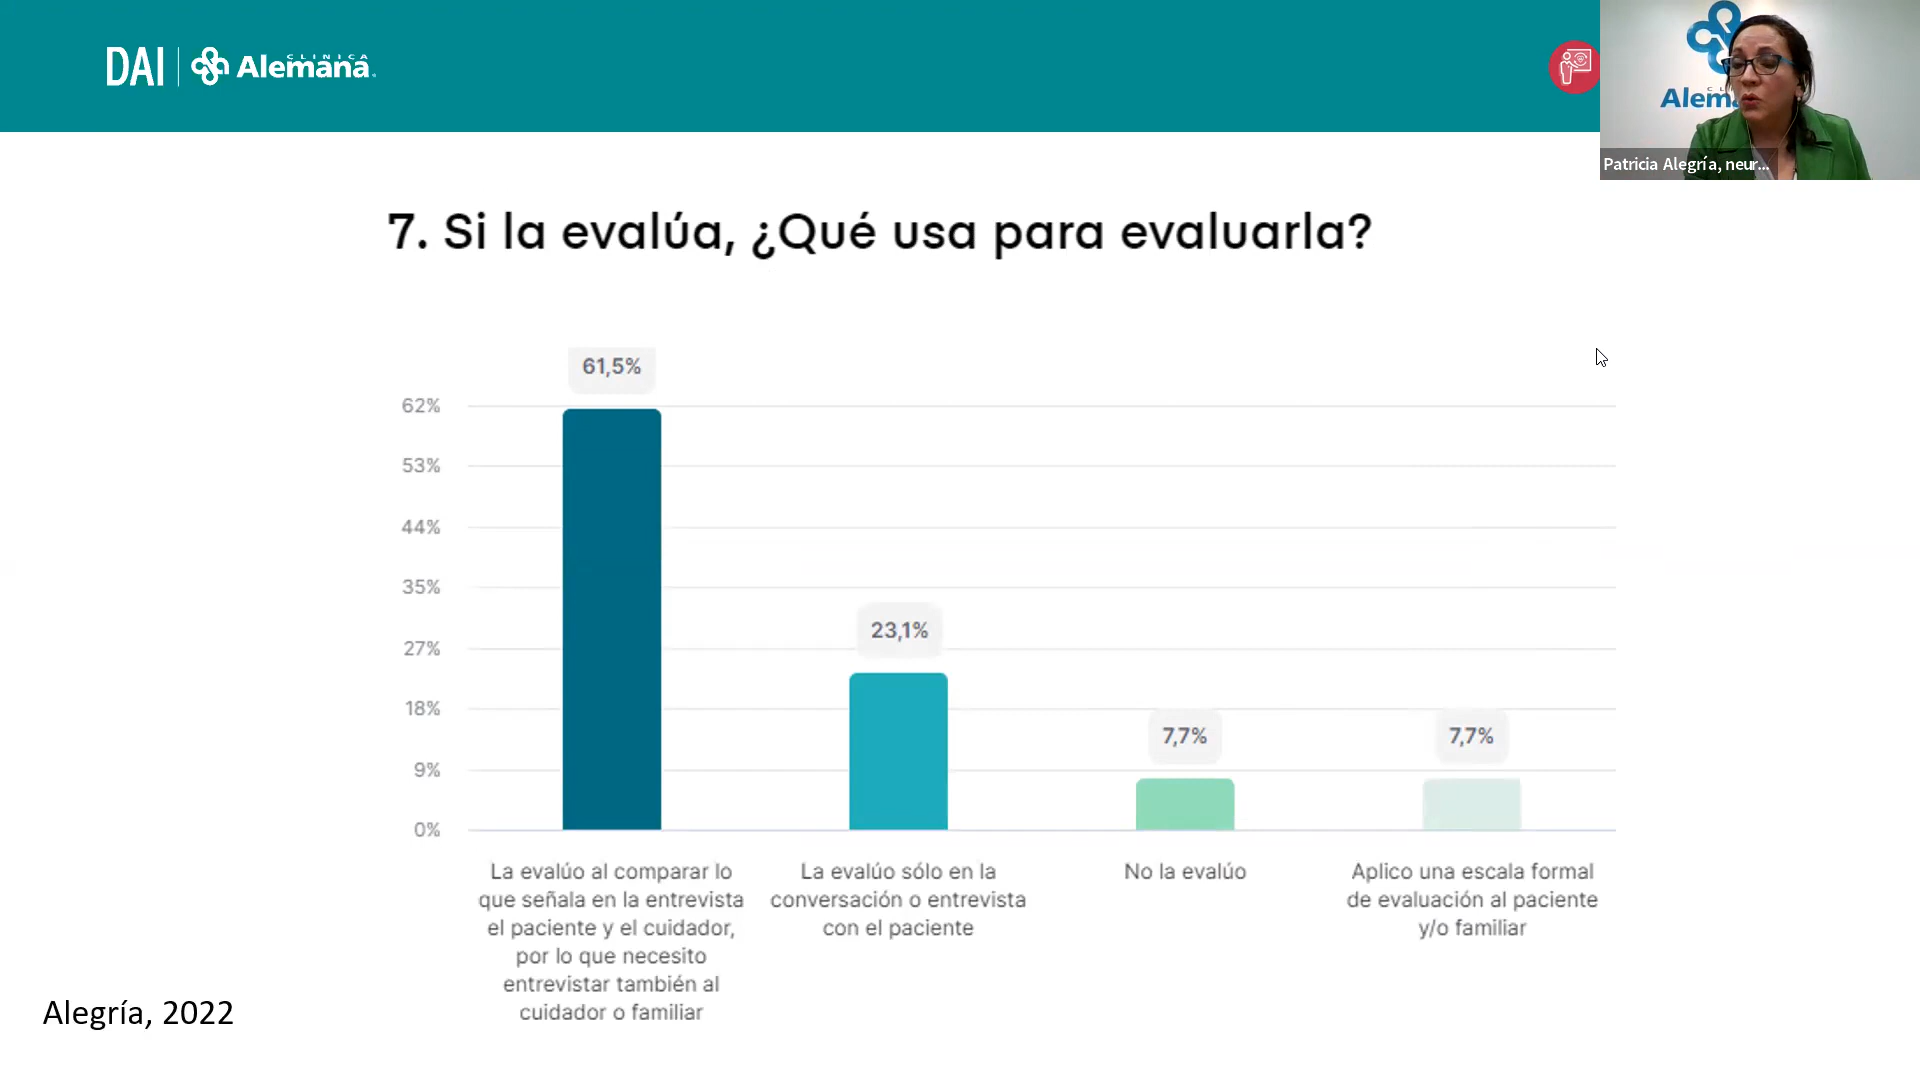 DAI
CLINICA
Alemana
CL
Alem
Patricia Alegría, neur...
7. Si la evalúa, ¿Qué usa para evaluarla?
61,5%
62%
53%
44%
35%
23,1%
27%
18%
7,7%
7,7%
9%
0%
La evalúo al comparar lo
que señala en la entrevista
el paciente y el cuidador,
por lo que necesito
entrevistar también al
cuidador o familiar
La evalúo sólo en la
conversación o entrevista
con el paciente
No la evalúo
Aplico una escala formal
de evaluación al paciente
y/o familiar
Alegría, 2022